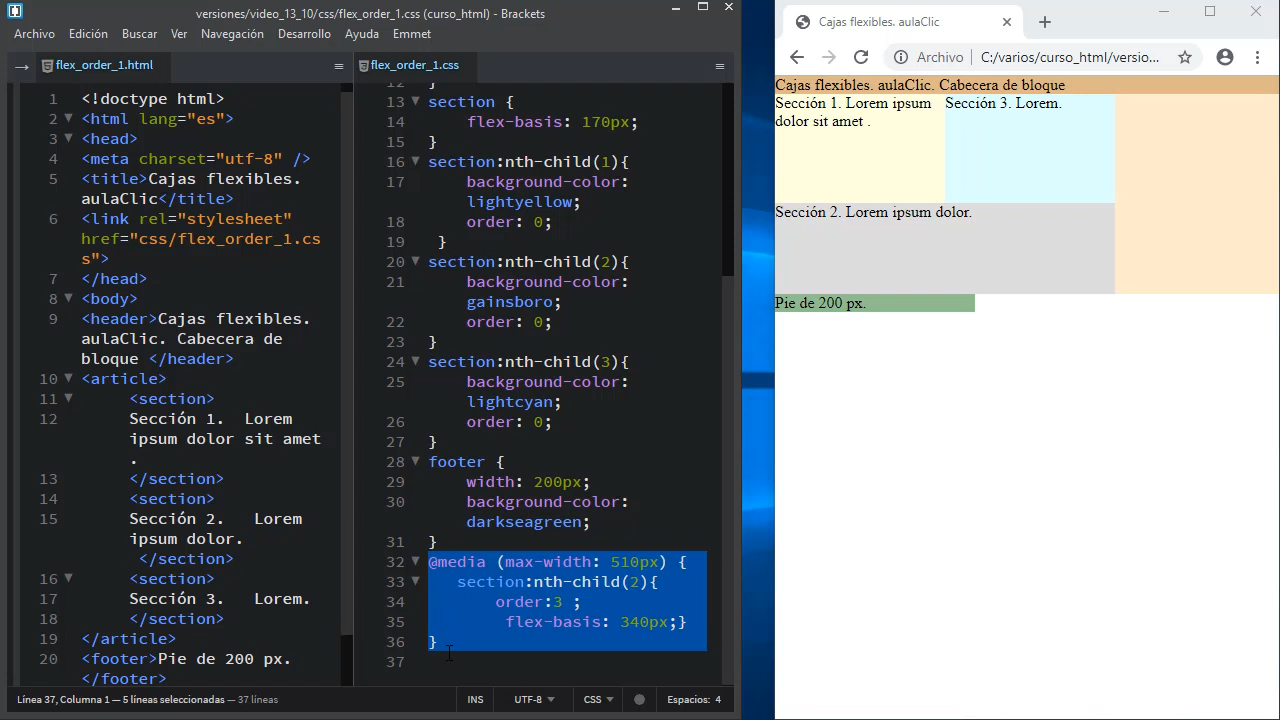 versiones/video_13_10/css/flex_order_1.css (curso_html) - Brackets
Archivo Edición Buscar Ver Navegación Desarrollo Ayuda Emmet
flex_order_1.html
1 <!doctype html>
2 <html lang="es">
3 <head>
4 <meta charset="utf-8" />
5 <title>Cajas flexibles.
aulaClic</title>
6 <link rel="stylesheet"
href="css/flex_order_1.cs
s">
7 </head>
8 <body>
9 <header>Cajas flexibles.
aulaClic. Cabecera de
bloque </header>
10 <article>
11 <section>
12 Sección 1. Lorem
ipsum dolor sit amet
.
13 </section>
14 <section>
15 Sección 2. Lorem
ipsum dolor.
</section>
16 <section>
17 Sección 3. Lorem.
18 </section>
19 </article>
20 <footer>Pie de 200 px.
</footer>
flex_order_1.css
12 }
13 section {
14 flex-basis: 170px;
15 }
16 section:nth-child(1){
17 background-color:
lightyellow;
18 order: 0;
19 }
20 section:nth-child(2){
21 background-color:
gainsboro;
22 order: 0;
23 }
24 section:nth-child(3){
25 background-color:
lightcyan;
26 order: 0;
27 }
28 footer {
29 width: 200px;
30 background-color:
darkseagreen;
31 }
32 @media (max-width: 510px) {
33 section:nth-child(2){
34 order:3 ;
35 flex-basis: 340px;}
36 }
37
Línea 37, Columna 1 — 5 líneas seleccionadas — 37 líneas
INS UTF-8 CSS Espacios: 4
Cajas flexibles. aulaClic
Archivo C:/varios/curso_html/versio...
Cajas flexibles. aulaClic. Cabecera de bloque
Sección 1. Lorem ipsum
dolor sit amet .
Sección 3. Lorem.
Sección 2. Lorem ipsum dolor.
Pie de 200 px.